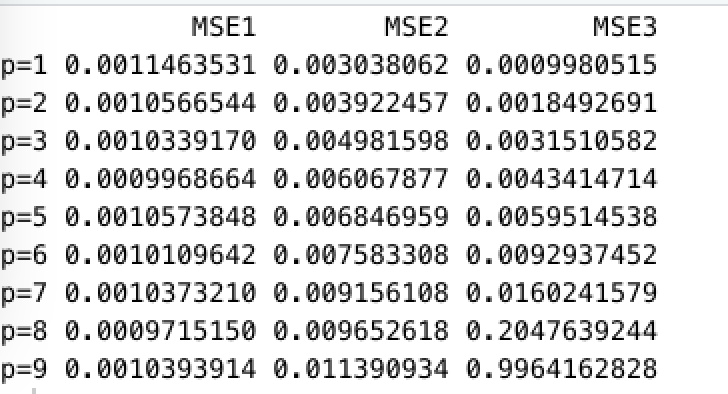 MSE1 MSE2 MSE3
p=1 0.0011463531 0.003038062 0.0009980515
p=2 0.0010566544 0.003922457 0.0018492691
p=3 0.0010339170 0.004981598 0.0031510582
p=4 0.0009968664 0.006067877 0.0043414714
p=5 0.0010573848 0.006846959 0.0059514538
p=6 0.0010109642 0.007583308 0.0092937452
p=7 0.0010373210 0.009156108 0.0160241579
p=8 0.0009715150 0.009652618 0.2047639244
p=9 0.0010393914 0.011390934 0.9964162828